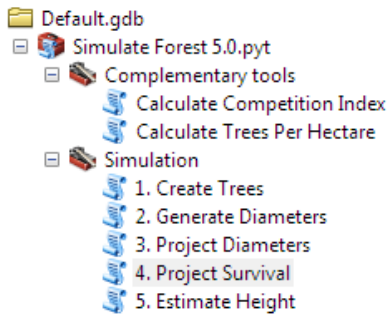 Default.gdb
Simulate Forest 5.0.pyt
Complementary tools
Calculate Competition Index
Calculate Trees Per Hectare
Simulation
1. Create Trees
2. Generate Diameters
3. Project Diameters
4. Project Survival
5. Estimate Height